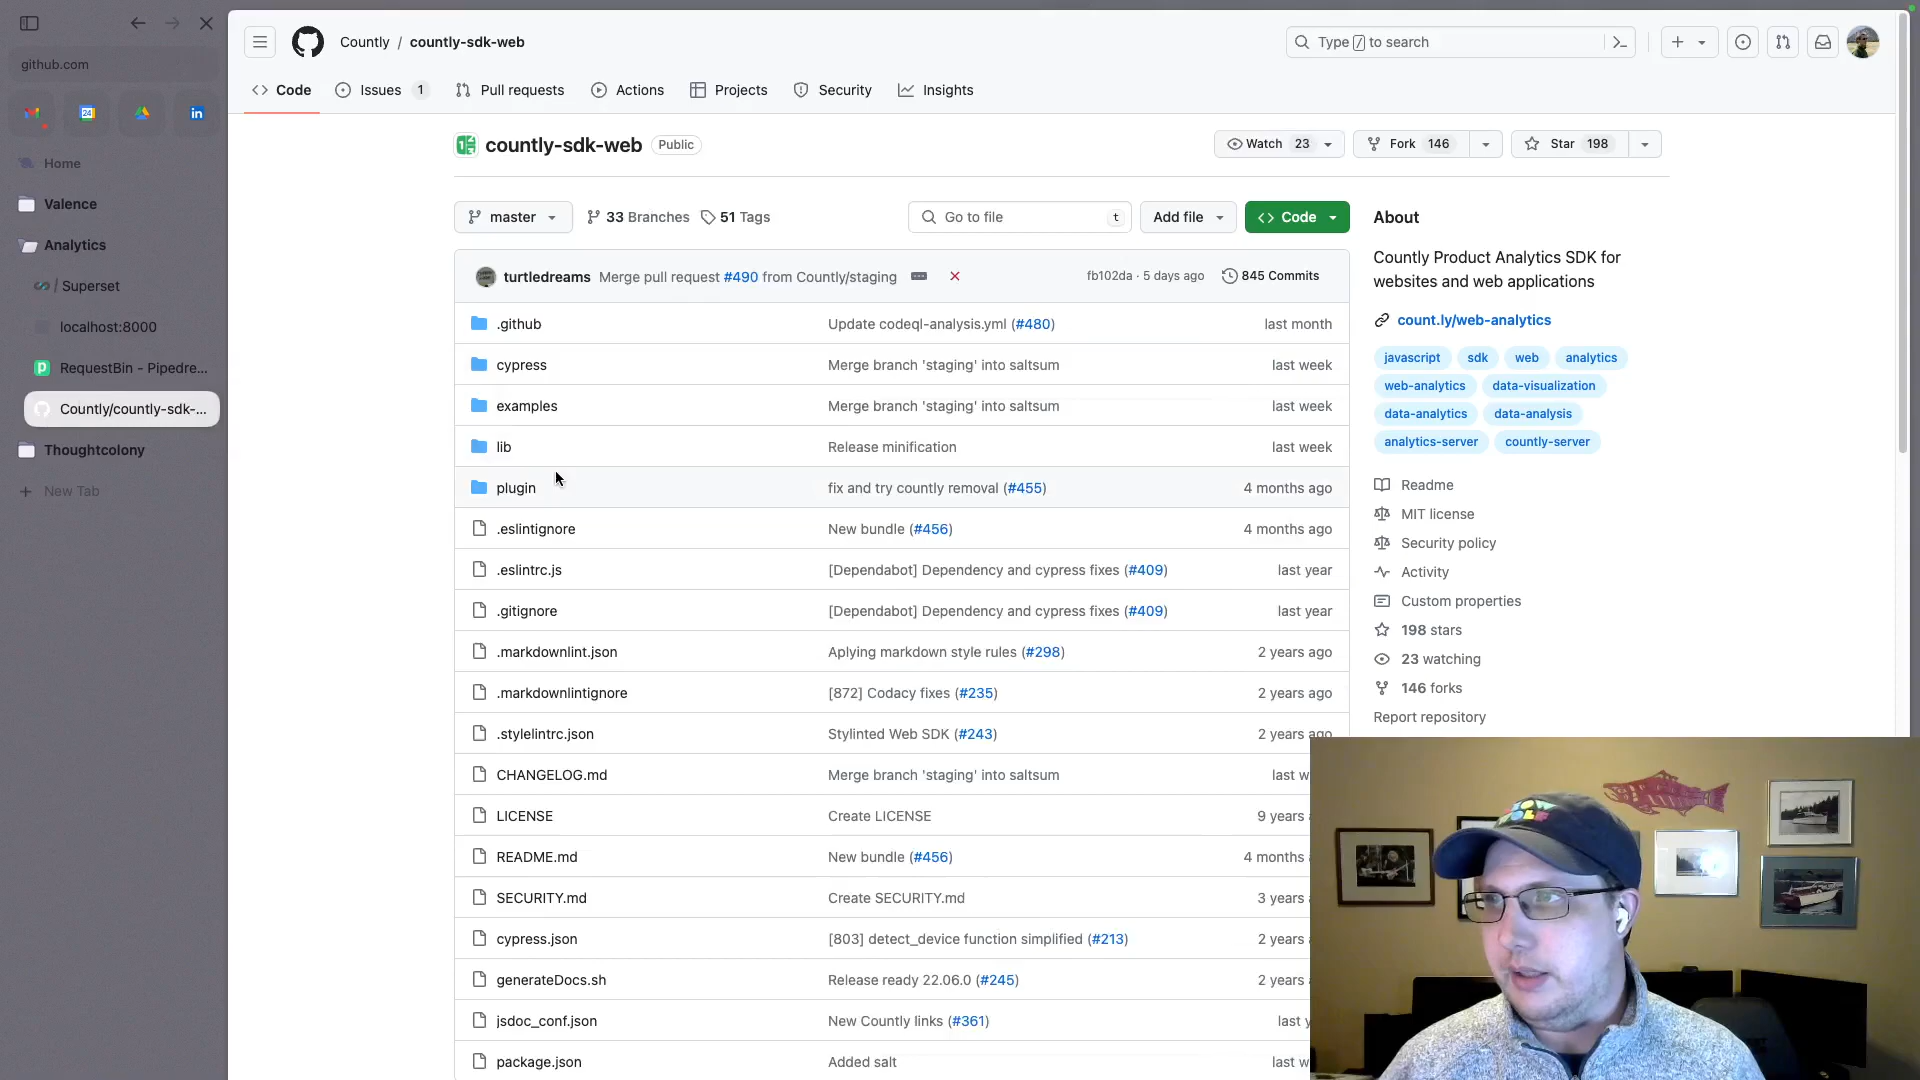 Countly / countly-sdk-web
Type / to search
github.com
Code
Issues 1
Pull requests
Actions
Projects
Security
Insights
24
in
Home
Valence
Analytics
/ Superset
localhost:8000
RequestBin - Pipedre...
Countly/countly-sdk-...
Thoughtcolony
New Tab
countly-sdk-web Public
Watch 23
Fork 146
Star 198
master
33 Branches
51 Tags
Go to file t
Add file
Code
turtledreams Merge pull request #490 from Countly/staging fb102da · 5 days ago 845 Commits
.github Update codeql-analysis.yml (#480) last month
cypress Merge branch 'staging' into saltsum last week
examples Merge branch 'staging' into saltsum last week
lib Release minification last week
plugin fix and try countly removal (#455) 4 months ago
.eslintignore New bundle (#456) 4 months ago
.eslintrc.js [Dependabot] Dependency and cypress fixes (#409) last year
.gitignore [Dependabot] Dependency and cypress fixes (#409) last year
.markdownlint.json Aplying markdown style rules (#298) 2 years ago
.markdownlintignore [872] Codacy fixes (#235) 2 years ago
.stylelintrc.json Stylinted Web SDK (#243) 2 years ago
CHANGELOG.md Merge branch 'staging' into saltsum last w
LICENSE Create LICENSE 9 years
README.md New bundle (#456) 4 months
SECURITY.md Create SECURITY.md 3 years
cypress.json [803] detect_device function simplified (#213) 2 years
generateDocs.sh Release ready 22.06.0 (#245) 2 years
jsdoc_conf.json New Countly links (#361) last y
package.json Added salt last w
About
Countly Product Analytics SDK for
websites and web applications
count.ly/web-analytics
javascript sdk web analytics
web-analytics data-visualization
data-analytics data-analysis
analytics-server countly-server
Readme
MIT license
Security policy
Activity
Custom properties
198 stars
23 watching
146 forks
Report repository